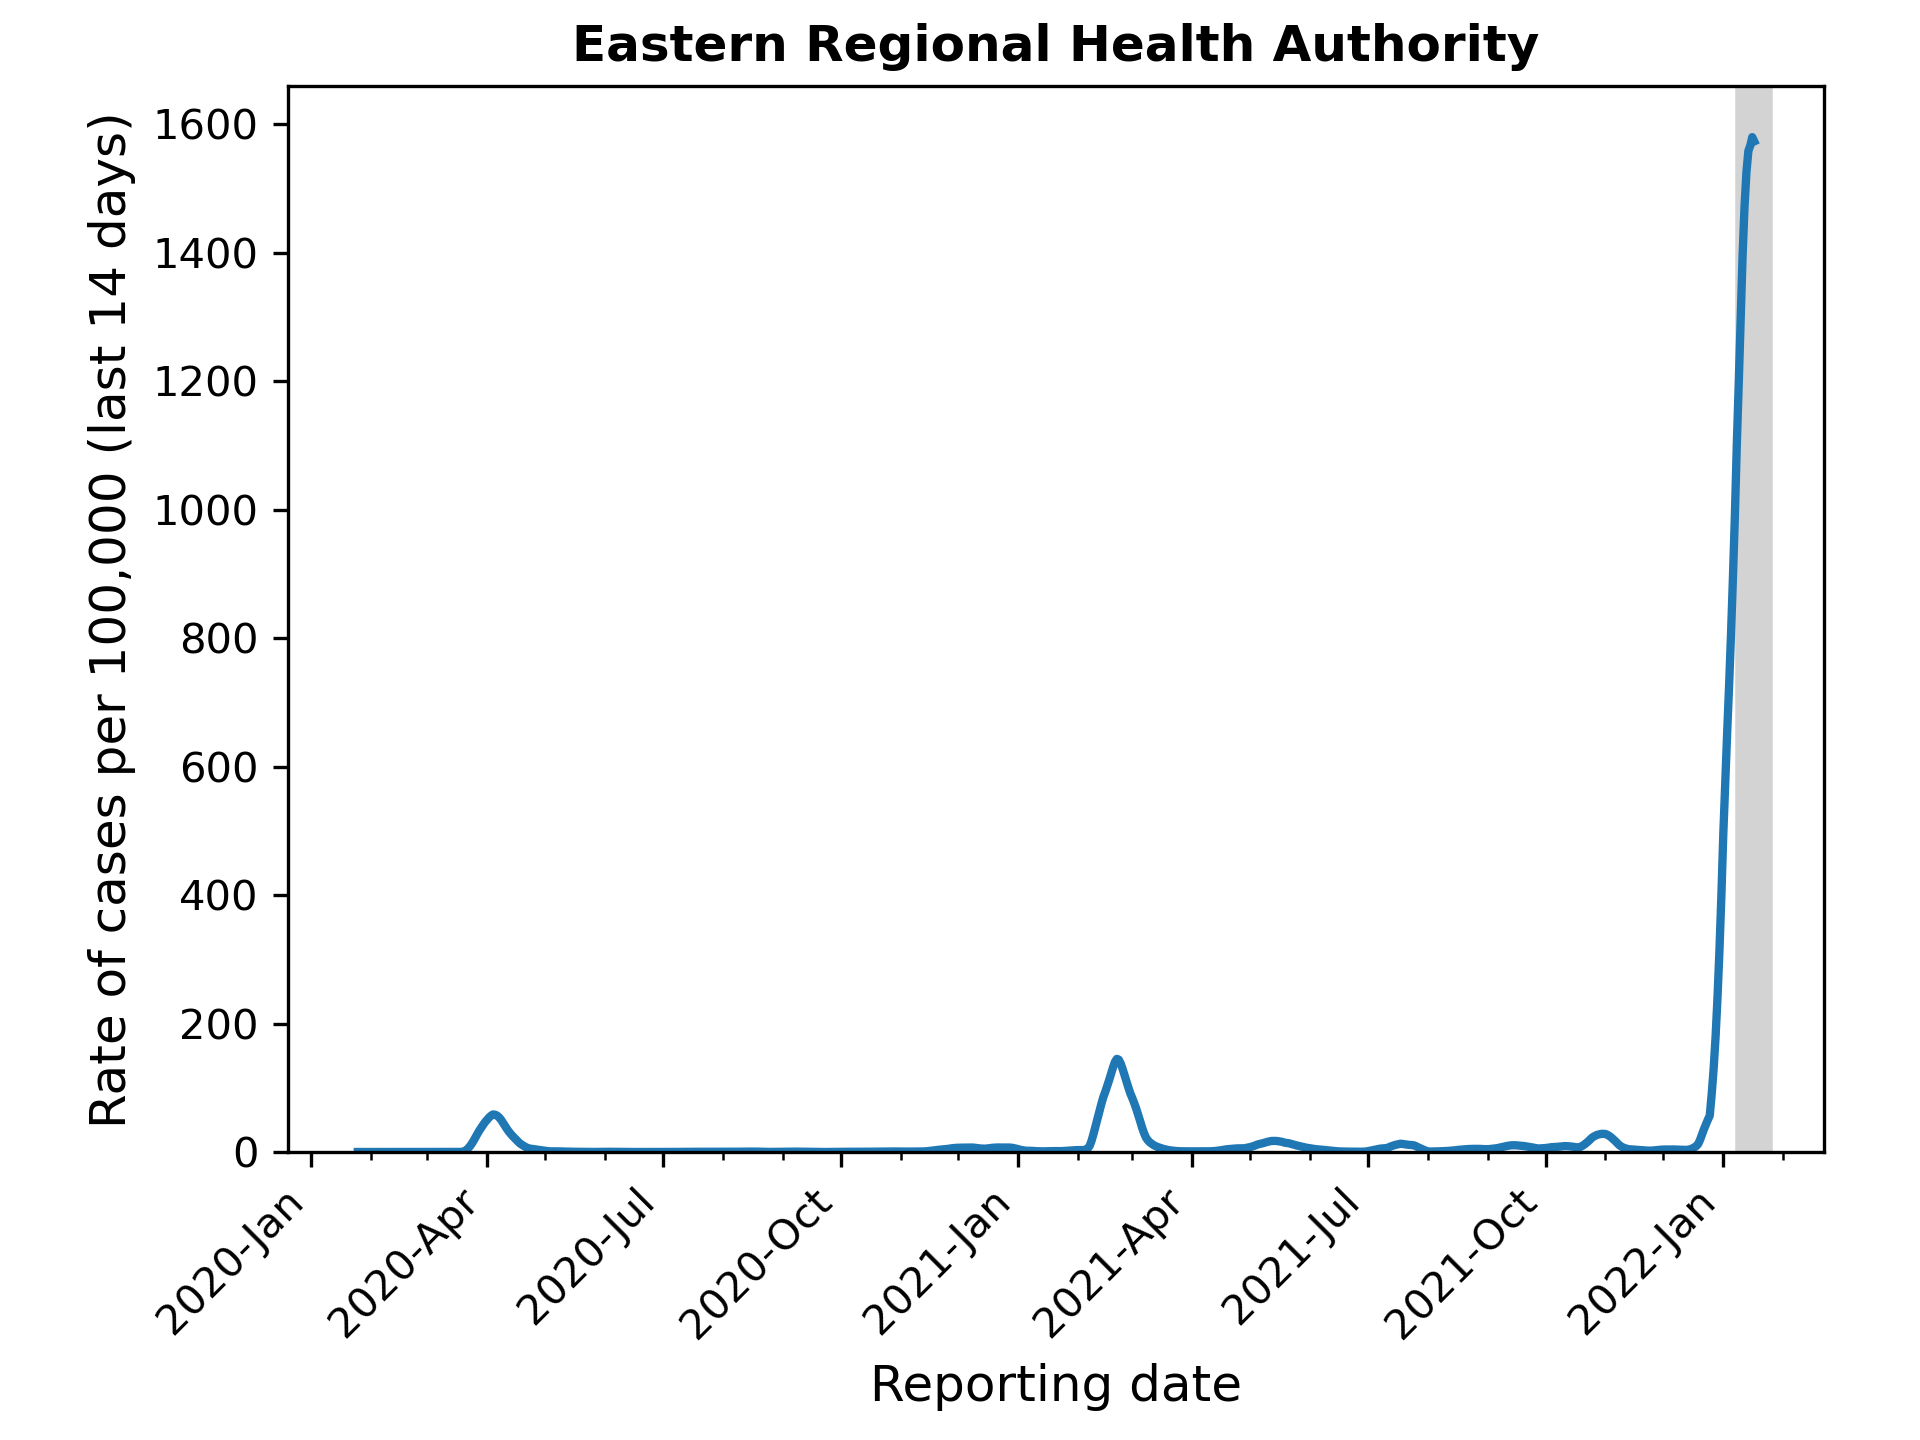 Eastern Regional Health Authority
Rate of cases per 100,000 (last 14 days)
1600
1400
1200
1000
800
600
400
200
0
2020-Jan
2020-Apr
2020-Jul
2020-Oct
2021-Jan
2021-Apr
2021-Jul
2021-Oct
2022-Jan
Reporting date